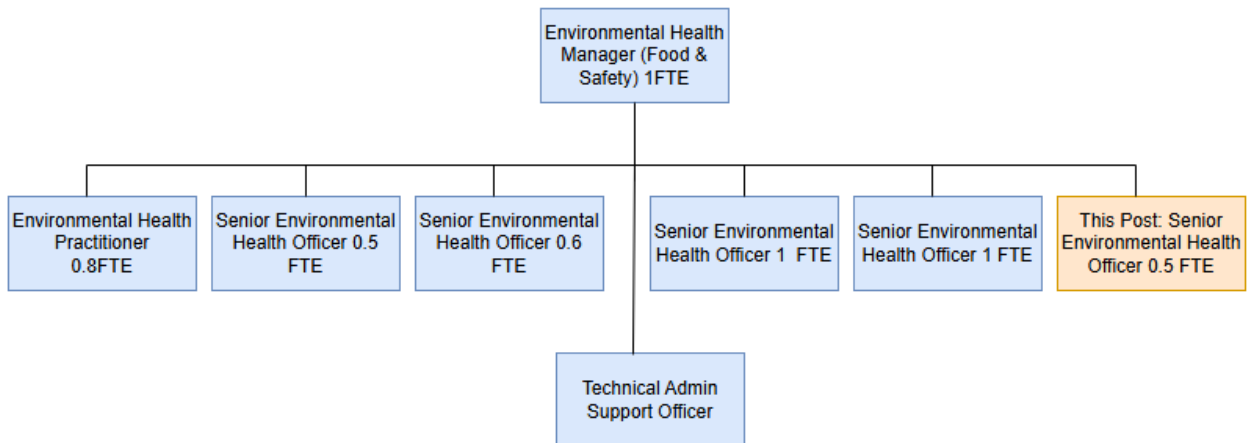 Environmental Health
Manager (Food &
Safety) 1FTE
Environmental Health
Practitioner
0.8FTE
Senior Environmental
Health Officer 0.5
FTE
Senior Environmental
Health Officer 0.6
FTE
Senior Environmental
Health Officer 1  FTE
Senior Environmental
Health Officer 1 FTE
This Post: Senior
Environmental Health
Officer 0.5 FTE
Technical Admin
Support Officer